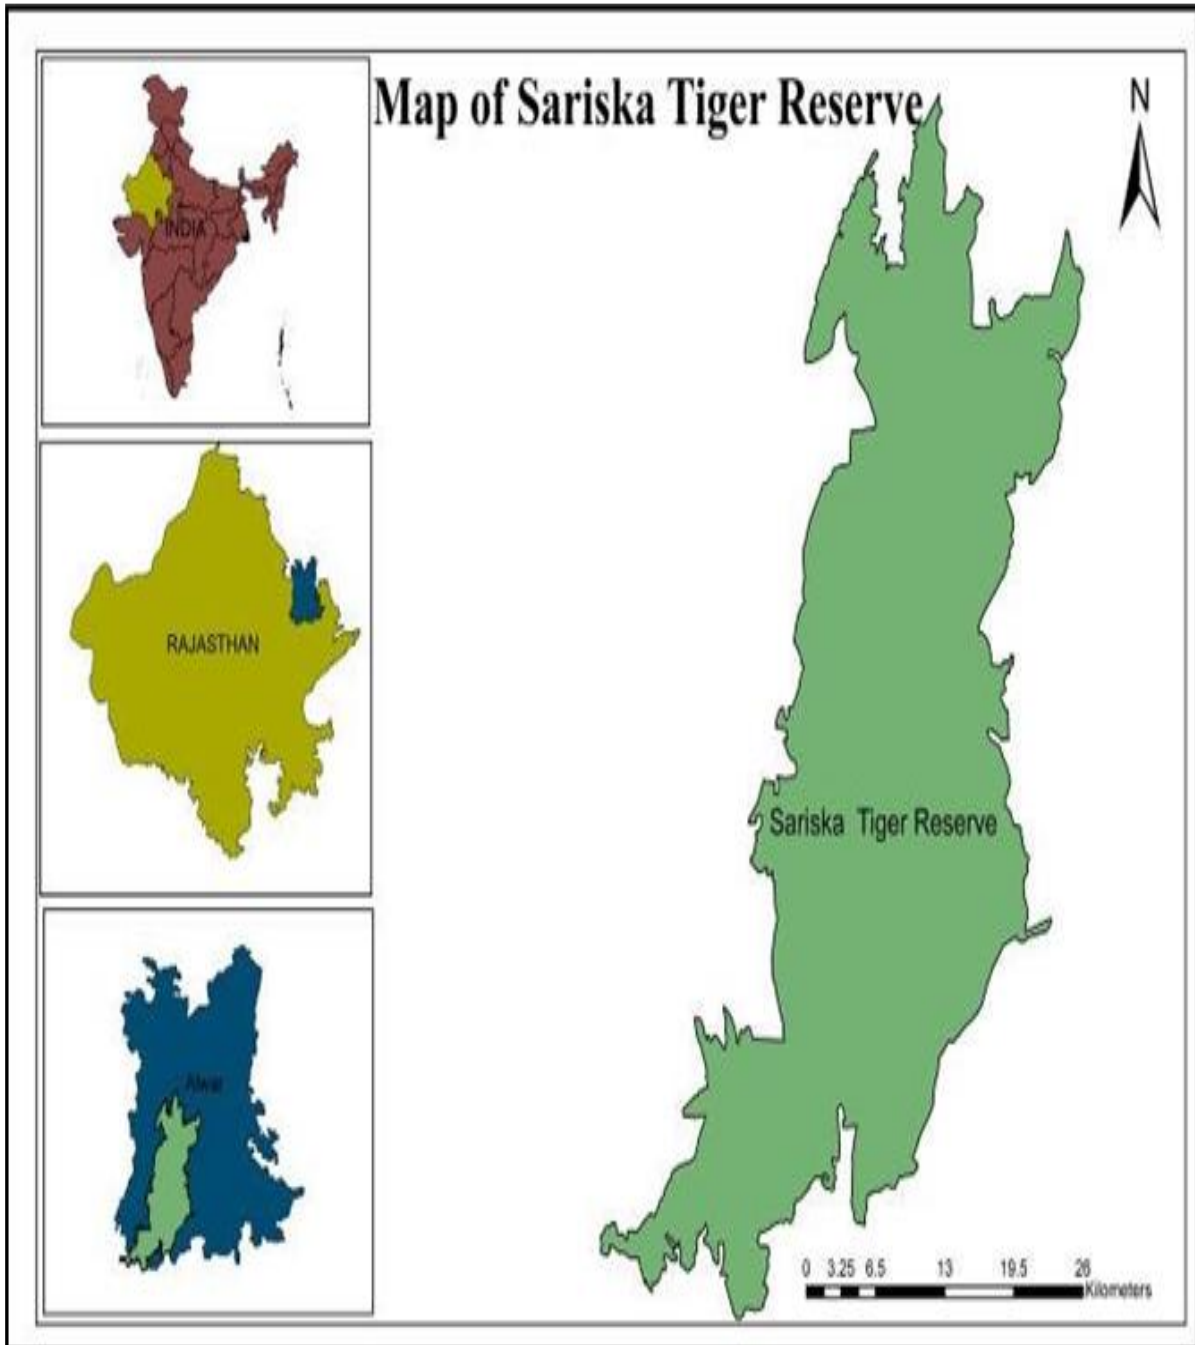 Map of Sariska Tiger Reserve
N
INDIA
RAJASTHAN
Alwar
Sariska Tiger Reserve
0 3.25 6.5 13 19.5 26
Kilometers